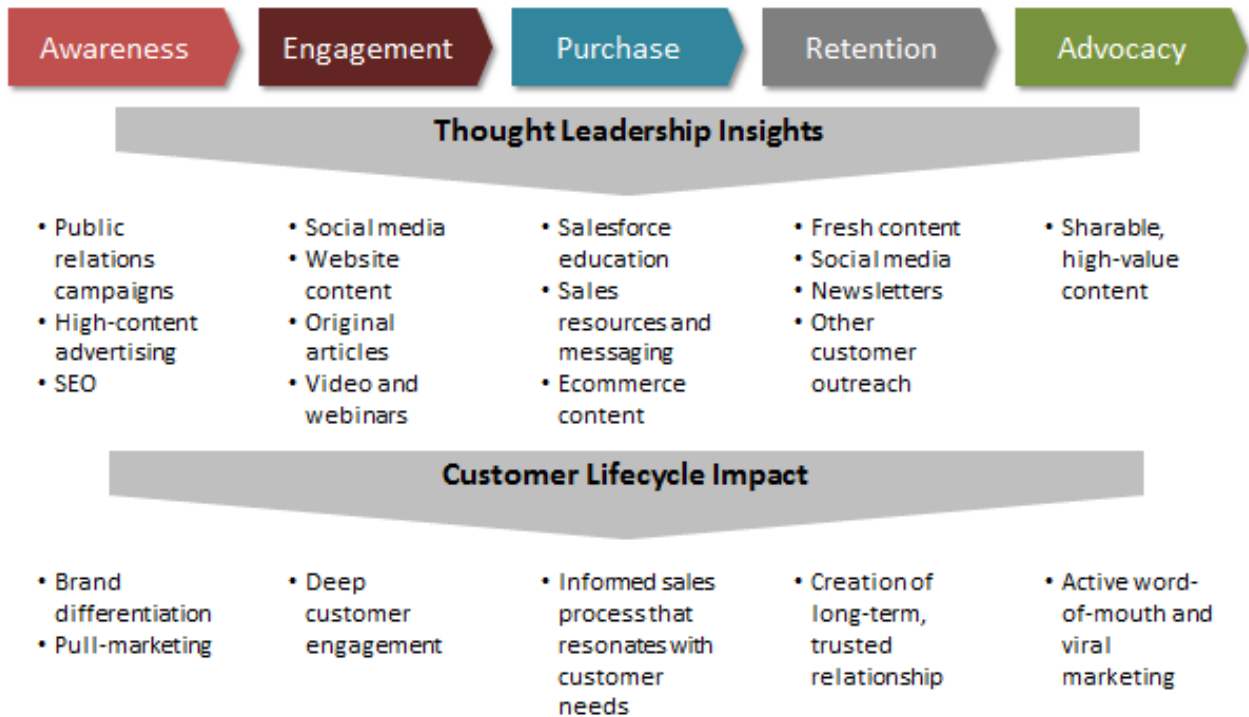 Awareness
Engagement
Purchase
Retention
Advocacy
Thought Leadership Insights
• Public
relations
campaigns
• High-content
advertising
• SEO
• Social media
• Website
content
• Original
articles
• Video and
webinars
• Salesforce
education
• Sales
resources and
messaging
• Ecommerce
content
• Fresh content
• Social media
• Newsletters
• Other
customer
outreach
• Sharable,
high-value
content
Customer Lifecycle Impact
• Brand
differentiation
• Pull-marketing
• Deep
customer
engagement
• Informed sales
process that
resonates with
customer
needs
• Creation of
long-term,
trusted
relationship
• Active word-
of-mouth and
viral
marketing